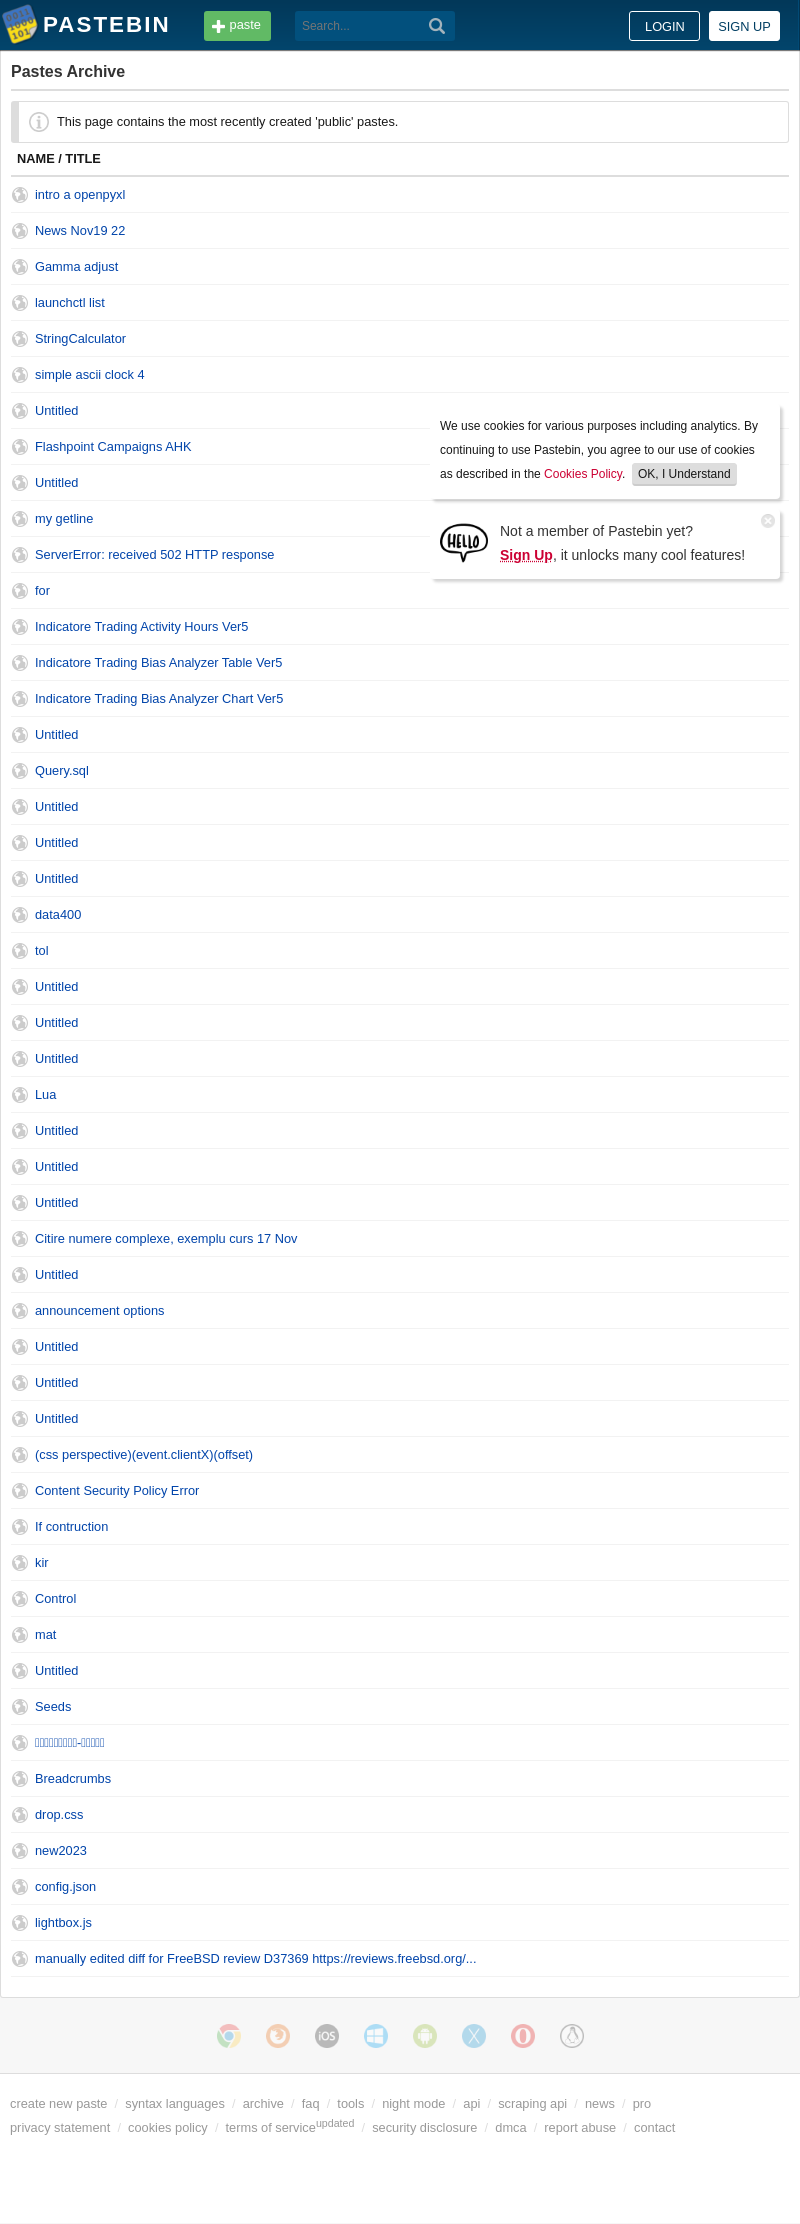 PASTEBIN
paste
Search...
LOGIN
SIGN UP
Pastes Archive
This page contains the most recently created 'public' pastes.
NAME / TITLE
intro a openpyxl
News Nov19 22
Gamma adjust
launchctl list
StringCalculator
simple ascii clock 4
Untitled
Flashpoint Campaigns AHK
Untitled
my getline
ServerError: received 502 HTTP response
We use cookies for various purposes including analytics. By
continuing to use Pastebin, you agree to our use of cookies
as described in the Cookies Policy. OK, I Understand
HELLO
Not a member of Pastebin yet?
Sign Up, it unlocks many cool features!
for
Indicatore Trading Activity Hours Ver5
Indicatore Trading Bias Analyzer Table Ver5
Indicatore Trading Bias Analyzer Chart Ver5
Untitled
Query.sql
Untitled
Untitled
Untitled
data400
tol
Untitled
Untitled
Untitled
Lua
Untitled
Untitled
Untitled
Citire numere complexe, exemplu curs 17 Nov
Untitled
announcement options
Untitled
Untitled
Untitled
(css perspective)(event.clientX)(offset)
Content Security Policy Error
If contruction
kir
Control
mat
Untitled
Seeds
Breadcrumbs
drop.css
new2023
config.json
lightbox.js
manually edited diff for FreeBSD review D37369 https://reviews.freebsd.org/...
iOS
create new paste / syntax languages / archive / faq / tools / night mode / api / scraping api / news / pro
privacy statement / cookies policy / terms of service updated / security disclosure / dmca / report abuse / contact